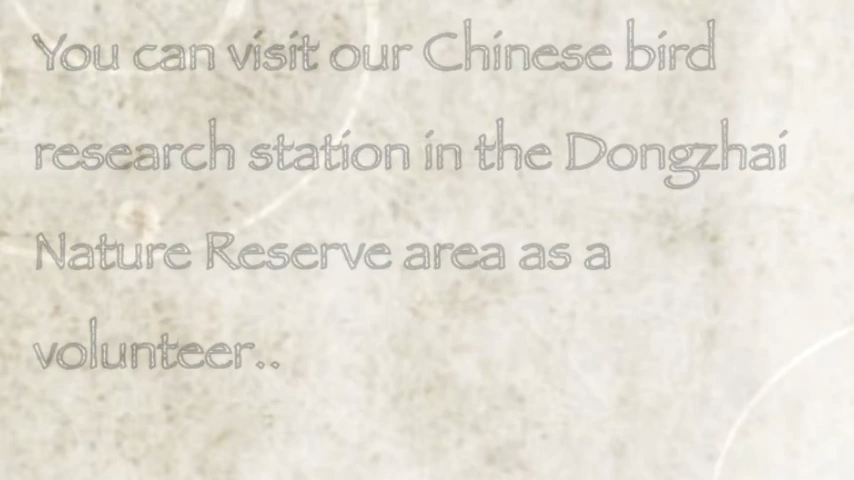 You can visit our Chinese bird
research station in the Dongzhai
Nature Reserve area as a
volunteer..